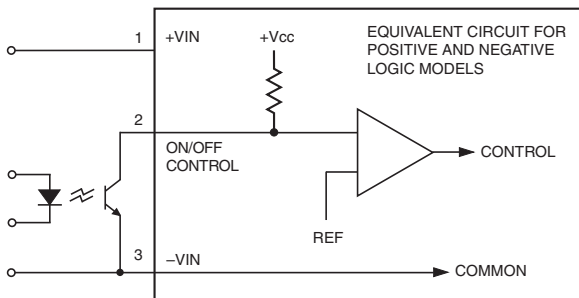 1
+VIN
+Vcc
EQUIVALENT CIRCUIT FOR
POSITIVE AND NEGATIVE
LOGIC MODELS
2
ON/OFF
CONTROL
CONTROL
REF
3
–VIN
COMMON